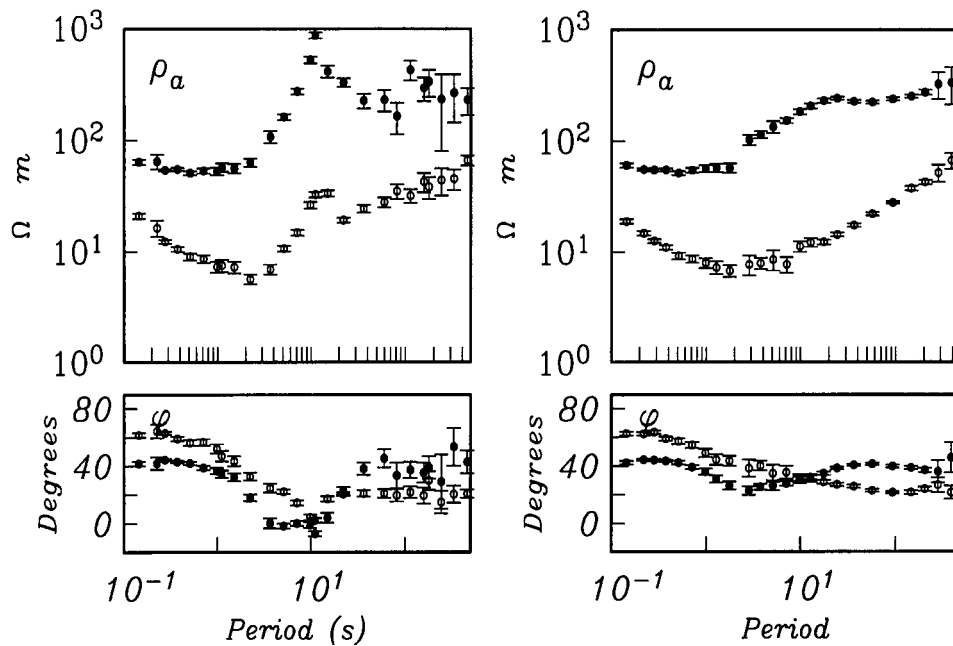 10³ 10³
ρₐ ρₐ
10² 10²
Ω m Ω m
10¹ 10¹
10⁰ 10⁰
80 φ 80 φ
Degrees 40 Degrees 40
0 0
10⁻¹ 10¹ 10⁻¹ 10¹
Period (s) Period